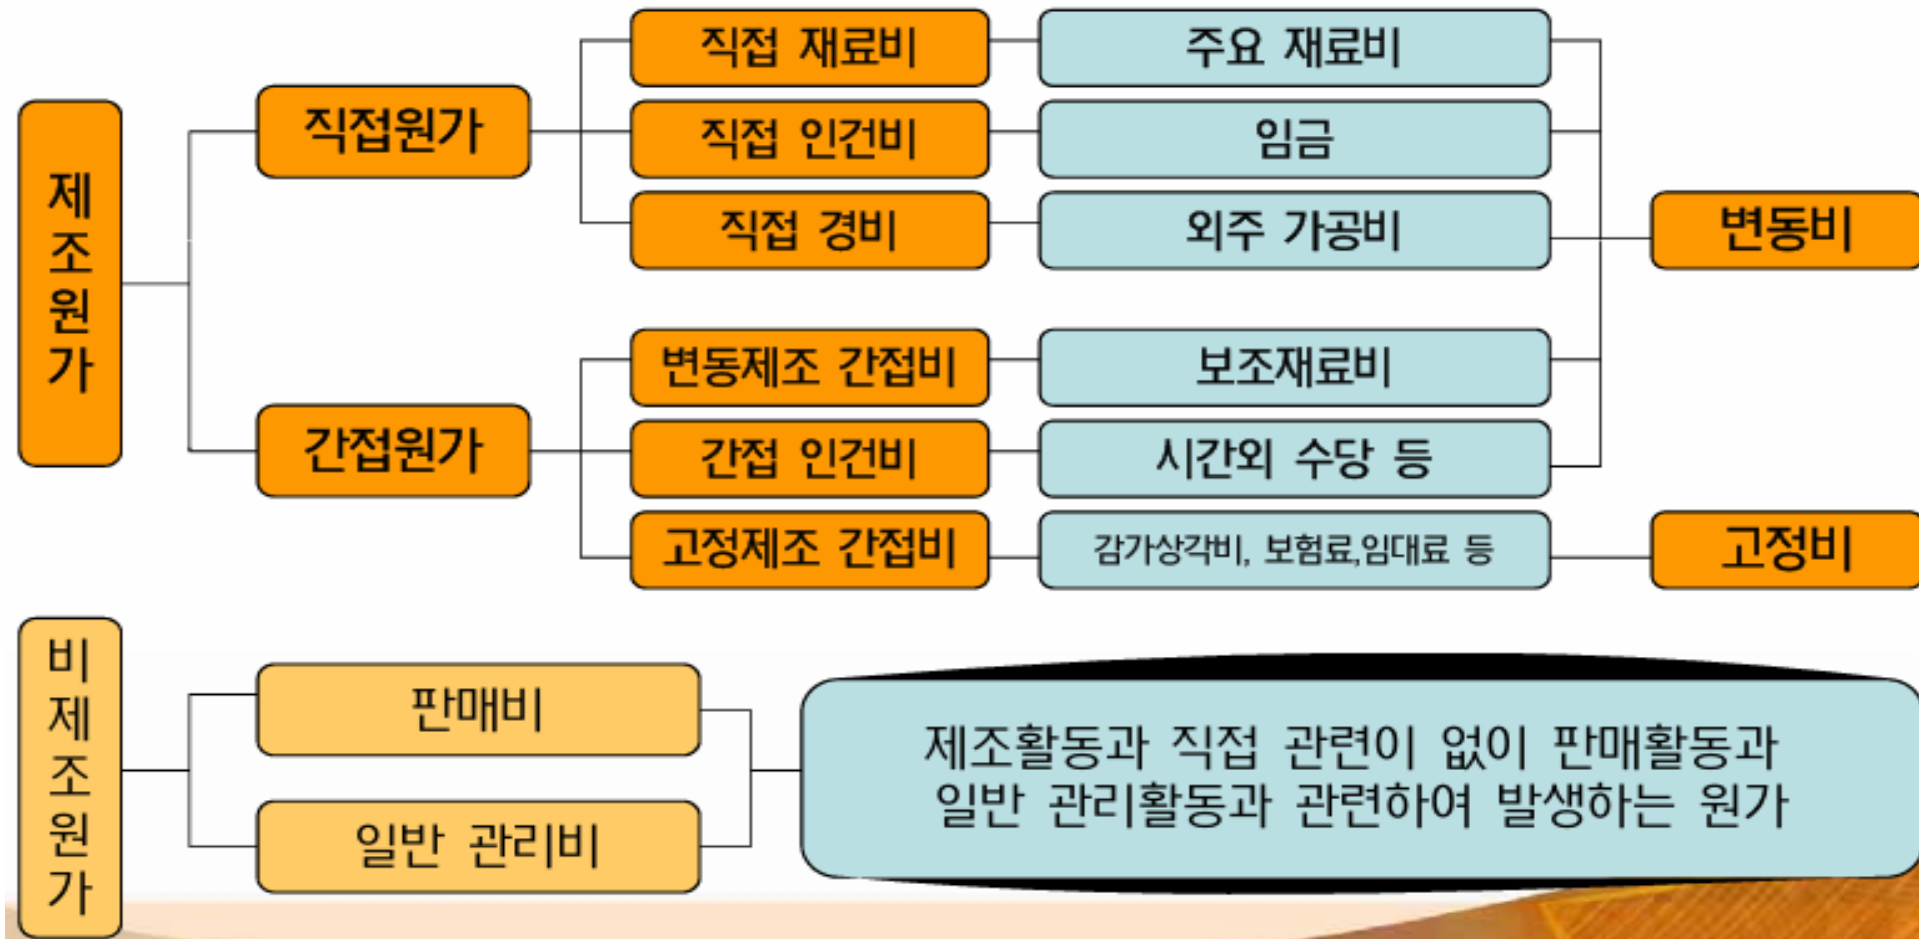 제조원가
직접원가
직접 재료비
주요 재료비
직접 인건비
임금
직접 경비
외주 가공비
변동비
간접원가
변동제조 간접비
보조재료비
간접 인건비
시간외 수당 등
고정제조 간접비
감가상각비, 보험료,임대료 등
고정비
비제조원가
판매비
일반 관리비
제조활동과 직접 관련이 없이 판매활동과
일반 관리활동과 관련하여 발생하는 원가